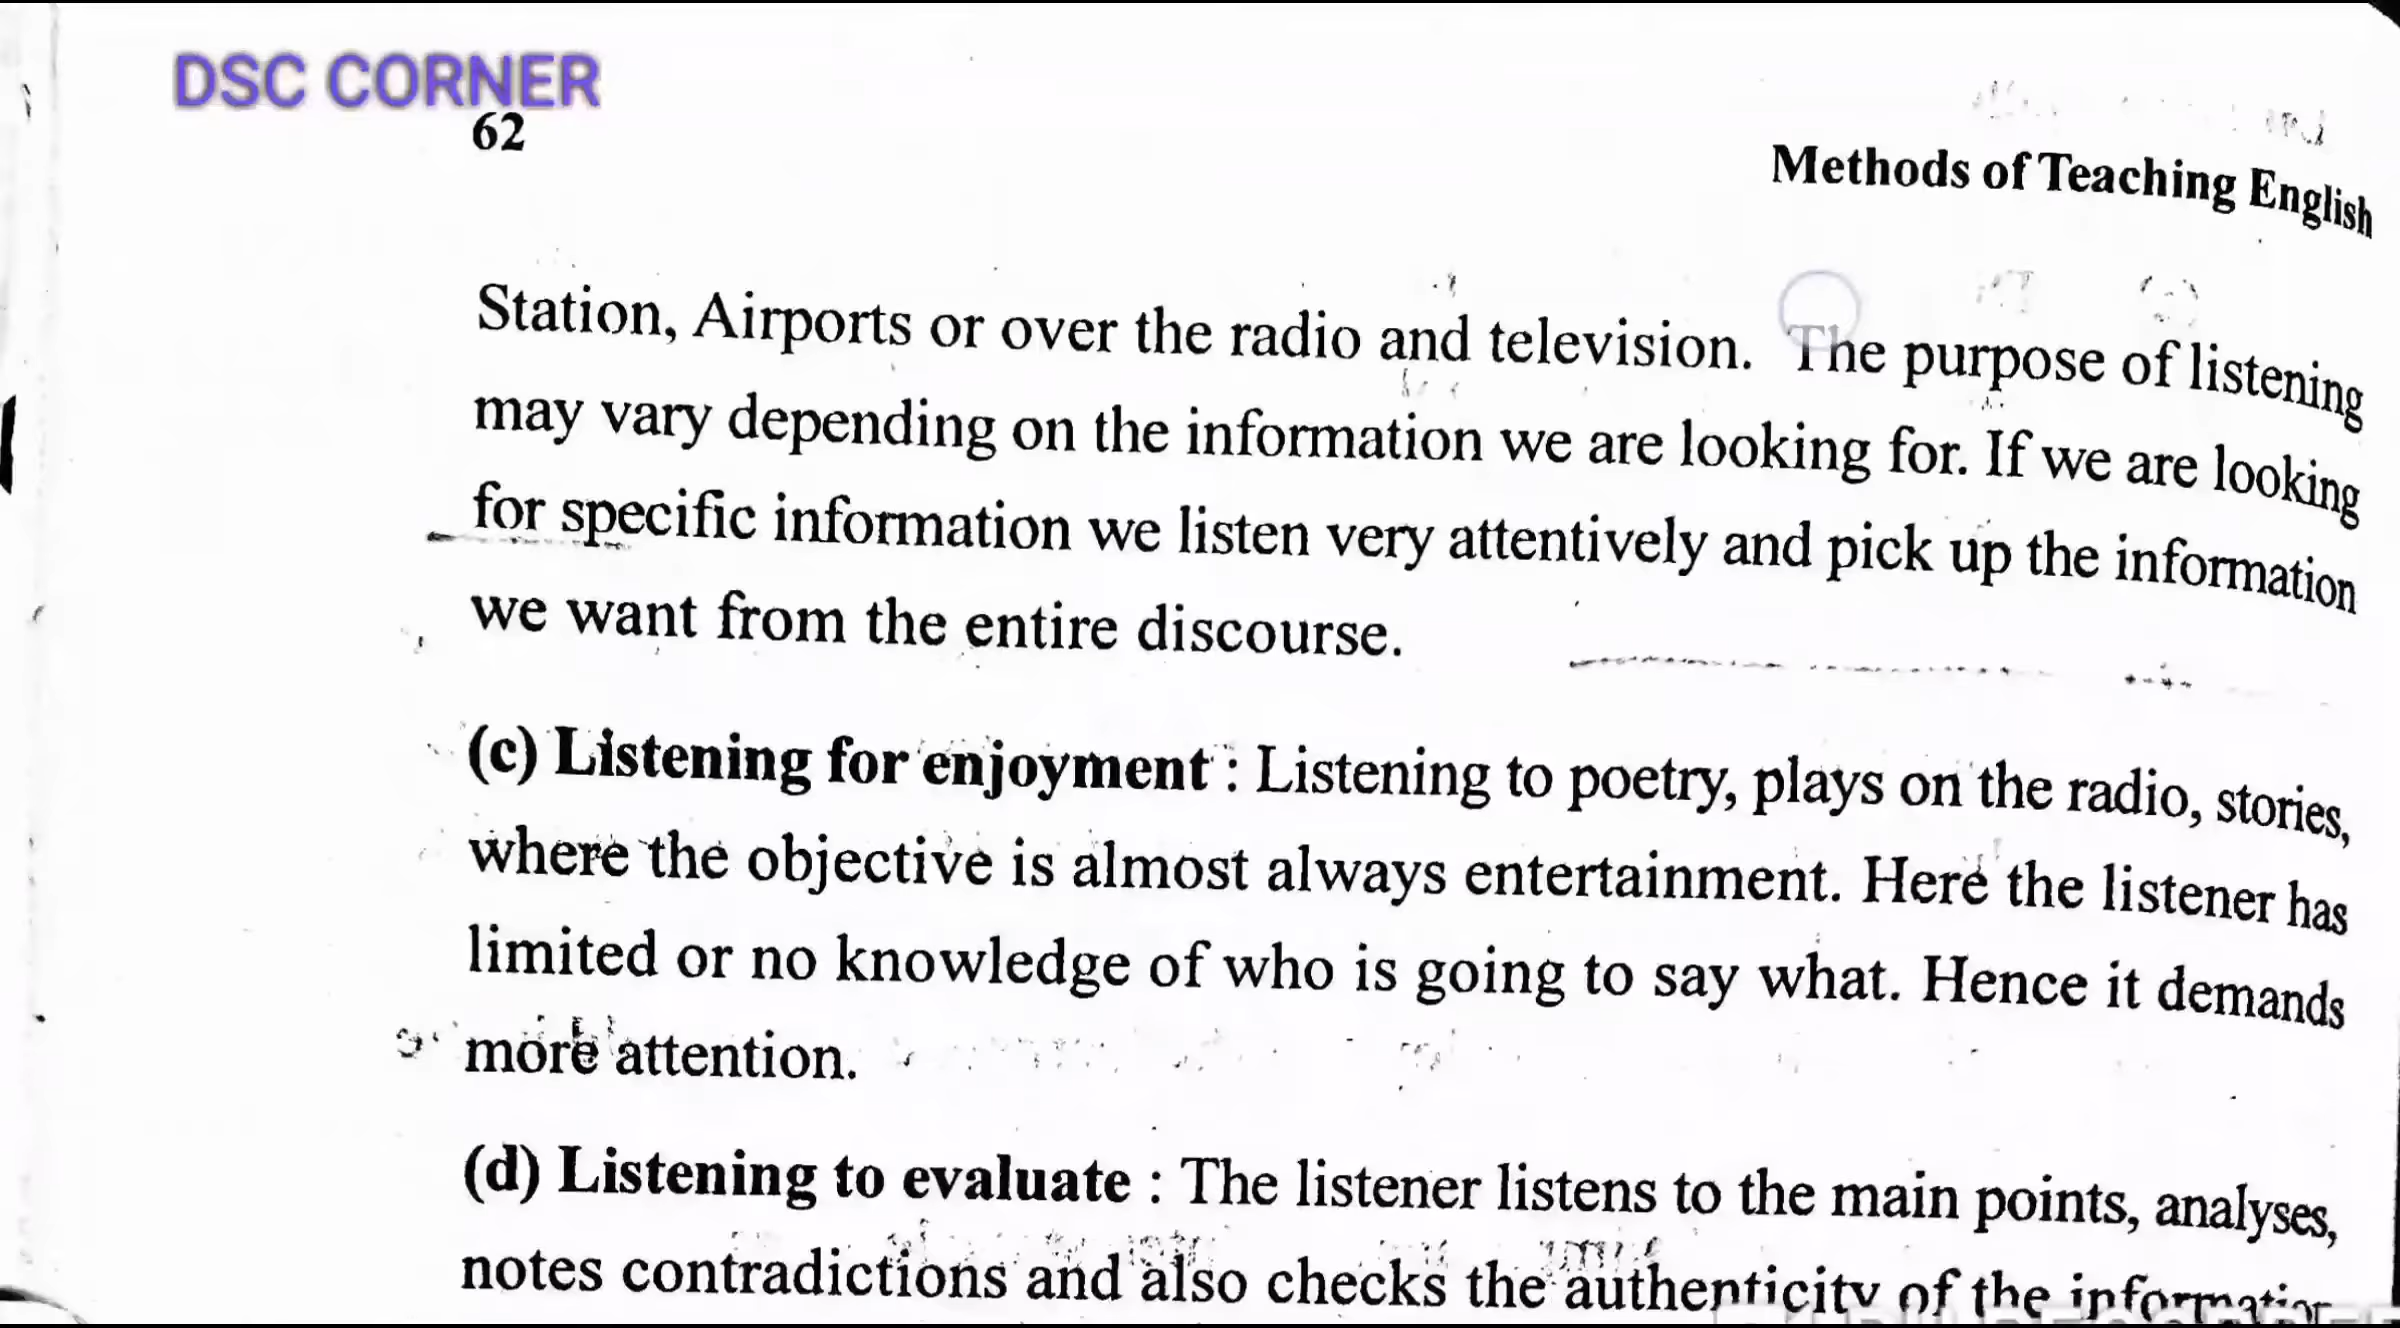 DSC CORNER
62
Methods of Teaching English
Station, Airports or over the radio and television. The purpose of listening
may vary depending on the information we are looking for. If we are looking
for specific information we listen very attentively and pick up the information
we want from the entire discourse.
(c) Listening for enjoyment : Listening to poetry, plays on the radio, stories,
where the objective is almost always entertainment. Here the listener has
limited or no knowledge of who is going to say what. Hence it demands
more attention.
(d) Listening to evaluate : The listener listens to the main points, analyses,
notes contradictions and also checks the authenticity of the information